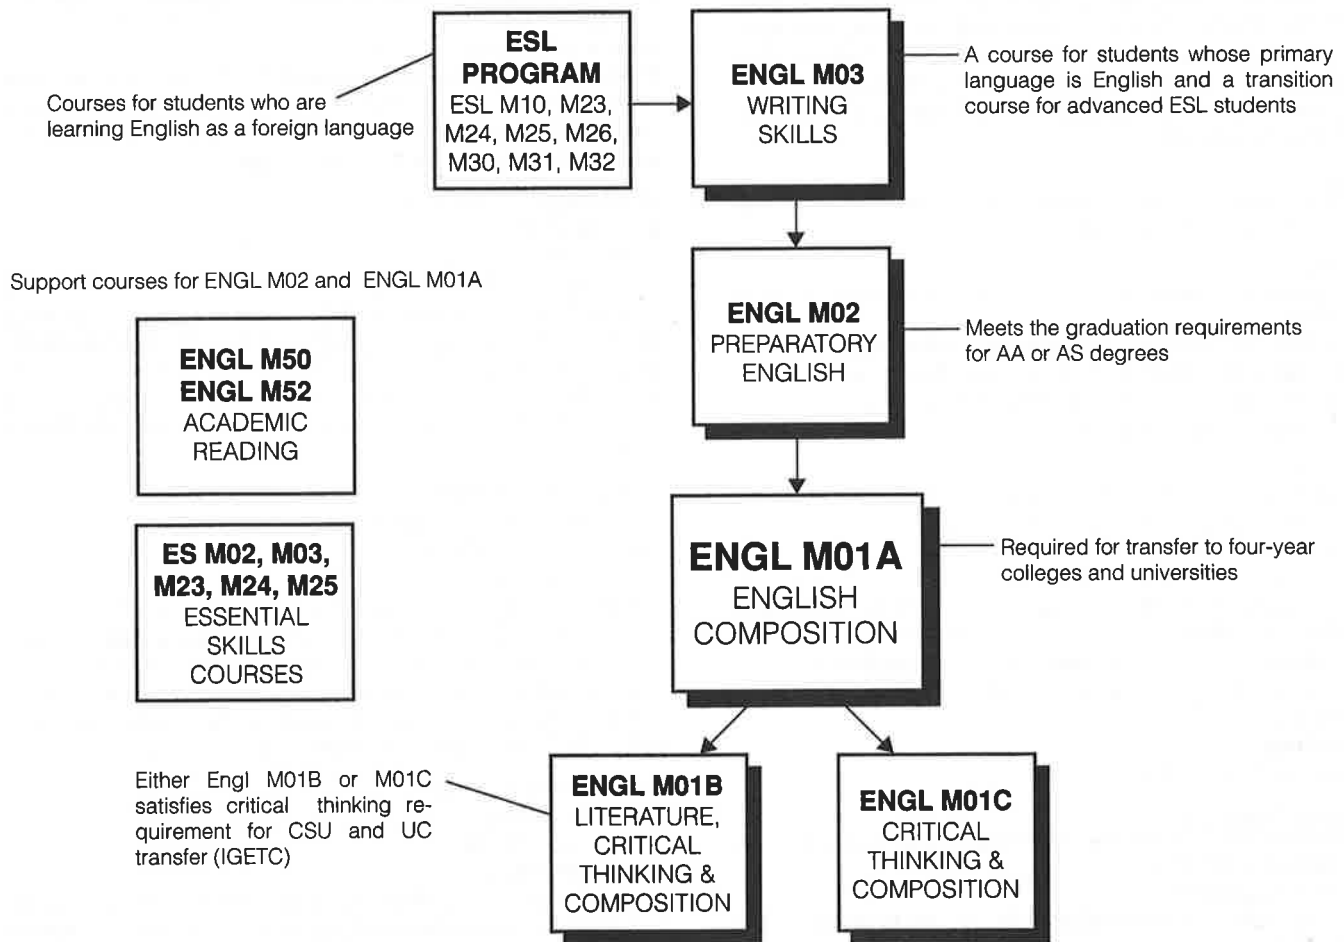 ESL
PROGRAM
ESL M10, M23,
M24, M25, M26,
M30, M31, M32
Courses for students who are
learning English as a foreign language
ENGL M03
WRITING
SKILLS
A course for students whose primary
language is English and a transition
course for advanced ESL students
Support courses for ENGL M02 and ENGL M01A
ENGL M50
ENGL M52
ACADEMIC
READING
ES M02, M03,
M23, M24, M25
ESSENTIAL
SKILLS
COURSES
ENGL M02
PREPARATORY
ENGLISH
Meets the graduation requirements
for AA or AS degrees
ENGL M01A
ENGLISH
COMPOSITION
Required for transfer to four-year
colleges and universities
Either Engl M01B or M01C
satisfies critical thinking re-
quirement for CSU and UC
transfer (IGETC)
ENGL M01B
LITERATURE,
CRITICAL
THINKING &
COMPOSITION
ENGL M01C
CRITICAL
THINKING &
COMPOSITION